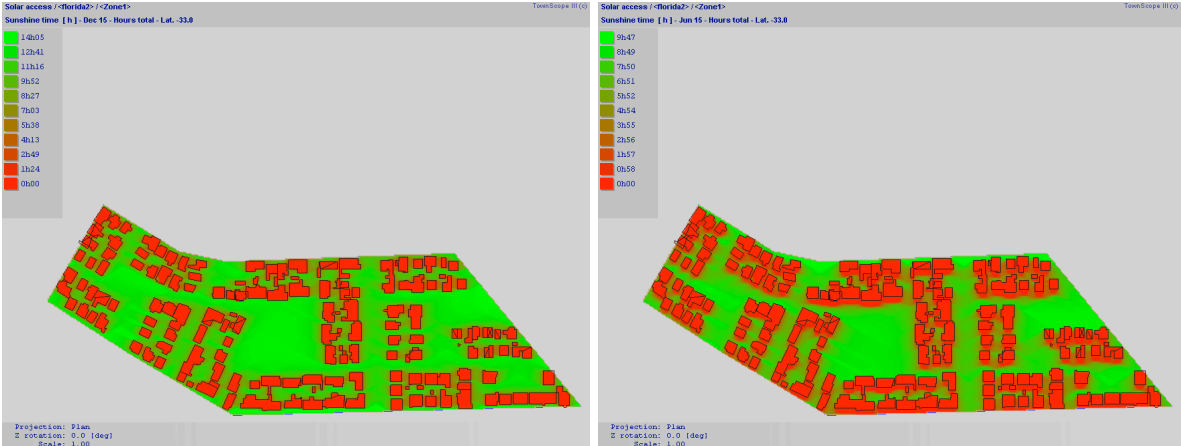 Solar access / <florida2> / <Zone1>
TownScope III (c)
Sunshine time [ h ] - Dec 15 - Hours total - Lat. -33.0
14h05
12h41
11h16
9h52
8h27
7h03
5h38
4h13
2h49
1h24
0h00
Projection: Plan
Z rotation: 0.0 [deg]
Scale: 1.00
Solar access / <florida2> / <Zone1>
TownScope III (c)
Sunshine time [ h ] - Jun 15 - Hours total - Lat. -33.0
9h47
8h49
7h50
6h51
5h52
4h54
3h55
2h56
1h57
0h58
0h00
Projection: Plan
Z rotation: 0.0 [deg]
Scale: 1.00